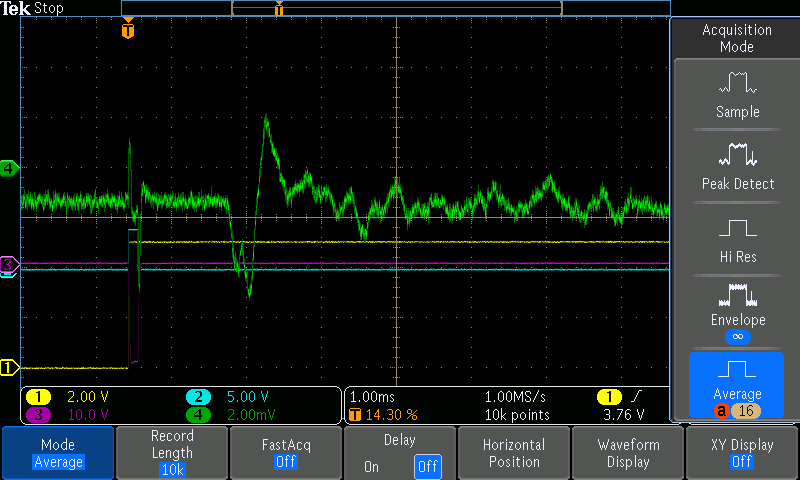 Tek Stop
T
T
Acquisition
Mode
Sample
Peak Detect
Hi Res
Envelope
∞
Average
a 16
4
3
2
1
1 2.00 V 2 5.00 V
3 10.0 V 4 2.00mV
1.00ms 1.00MS/s 1 3.76 V
T 14.30 % 10k points
Mode
Average
Record
Length
10k
FastAcq
Off
Delay
On Off
Horizontal
Position
Waveform
Display
XY Display
Off